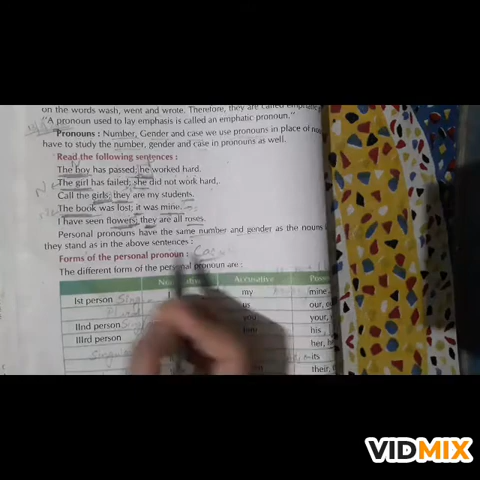 on the words wash, went and wrote. Therefore, they are called emphatic
"A pronoun used to lay emphasis is called an emphatic pronoun."
Pronouns : Number, Gender and case we use pronouns in place of
have to study the number, gender and case in pronouns as well.
Read the following sentences :
The boy has passed; he worked hard.
The girl has failed; she did not work hard,
Call the girls; they are my students.
The book was lost; it was mine.
I have seen flowers; they are all roses.
Personal pronouns have the same number and gender as the nouns
they stand as in the above sentences :
Forms of the personal pronoun :
The different form of the personal pronoun are :
Accusative
Ist person my mine
us our,
IInd person you your,
IIIrd person his
her,
its
their,
VIDMIX